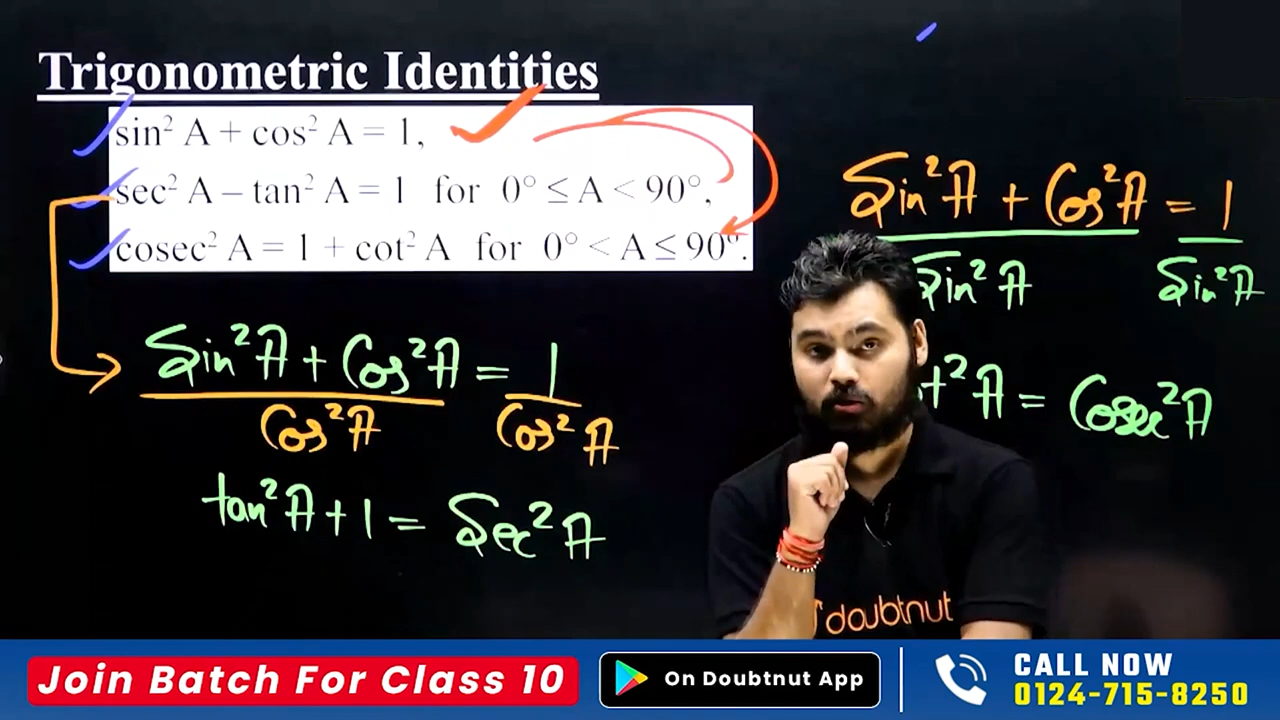 Trigonometric Identities
sin² A + cos² A = 1,
sec² A – tan² A = 1 for 0° ≤ A < 90°,
cosec² A = 1 + cot² A for 0° < A ≤ 90°.
Sin²A + Cos²A = 1
Cos²A Cos²A
tan²A + 1 = Sec²A
Sin²A + Cos²A = 1
Sin²A Sin²A
t²A = Cosec²A
doubtnut
Join Batch For Class 10
On Doubtnut App
CALL NOW
0124-715-8250